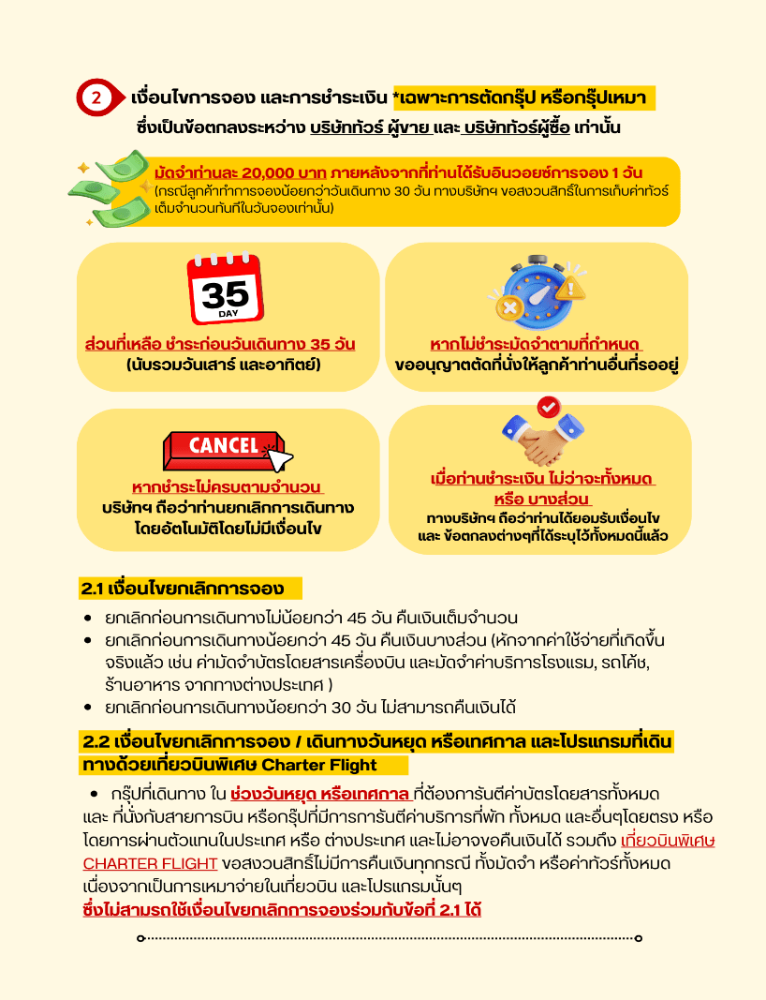 2 เงื่อนไขการจอง และการชำระเงิน *เฉพาะการตัดกรุ๊ป หรือกรุ๊ปเหมา
ซึ่งเป็นข้อตกลงระหว่าง บริษัททัวร์ ผู้ขาย และ บริษัททัวร์ผู้ซื้อ เท่านั้น
มัดจำท่านละ 20,000 บาท ภายหลังจากที่ท่านได้รับอินวอยซ์การจอง 1 วัน
(กรณีลูกค้าทำการจองน้อยกว่าวันเดินทาง 30 วัน ทางบริษัทฯ ขอสงวนสิทธิ์ในการเก็บค่าทัวร์
เต็มจำนวนทันทีในวันจองเท่านั้น)
35
DAY
ส่วนที่เหลือ ชำระก่อนวันเดินทาง 35 วัน
(นับรวมวันเสาร์ และอาทิตย์)
หากไม่ชำระมัดจำตามที่กำหนด
ขออนุญาตตัดที่นั่งให้ลูกค้าท่านอื่นที่รออยู่
CANCEL
หากชำระไม่ครบตามจำนวน
บริษัทฯ ถือว่าท่านยกเลิกการเดินทาง
โดยอัตโนมัติโดยไม่มีเงื่อนไข
เมื่อท่านชำระเงิน ไม่ว่าจะทั้งหมด
หรือ บางส่วน
ทางบริษัทฯ ถือว่าท่านได้ยอมรับเงื่อนไข
และ ข้อตกลงต่างๆที่ได้ระบุไว้ทั้งหมดนี้แล้ว
2.1 เงื่อนไขยกเลิกการจอง
• ยกเลิกก่อนการเดินทางไม่น้อยกว่า 45 วัน คืนเงินเต็มจำนวน
• ยกเลิกก่อนการเดินทางน้อยกว่า 45 วัน คืนเงินบางส่วน (หักจากค่าใช้จ่ายที่เกิดขึ้น
จริงแล้ว เช่น ค่ามัดจำบัตรโดยสารเครื่องบิน และมัดจำค่าบริการโรงแรม, รถโค้ช,
ร้านอาหาร จากทางต่างประเทศ )
• ยกเลิกก่อนการเดินทางน้อยกว่า 30 วัน ไม่สามารถคืนเงินได้
2.2 เงื่อนไขยกเลิกการจอง / เดินทางวันหยุด หรือเทศกาล และโปรแกรมที่เดิน
ทางด้วยเที่ยวบินพิเศษ Charter Flight
• กรุ๊ปที่เดินทาง ใน ช่วงวันหยุด หรือเทศกาล ที่ต้องการันตีค่าบัตรโดยสารทั้งหมด
และ ที่นั่งกับสายการบิน หรือกรุ๊ปที่มีการการันตีค่าบริการที่พัก ทั้งหมด และอื่นๆโดยตรง หรือ
โดยการผ่านตัวแทนในประเทศ หรือ ต่างประเทศ และไม่อาจขอคืนเงินได้ รวมถึง เที่ยวบินพิเศษ
CHARTER FLIGHT ขอสงวนสิทธิ์ไม่มีการคืนเงินทุกกรณี ทั้งมัดจำ หรือค่าทัวร์ทั้งหมด
เนื่องจากเป็นการเหมาจ่ายในเที่ยวบิน และโปรแกรมนั้นๆ
ซึ่งไม่สามรถใช้เงื่อนไขยกเลิกการจองร่วมกับข้อที่ 2.1 ได้